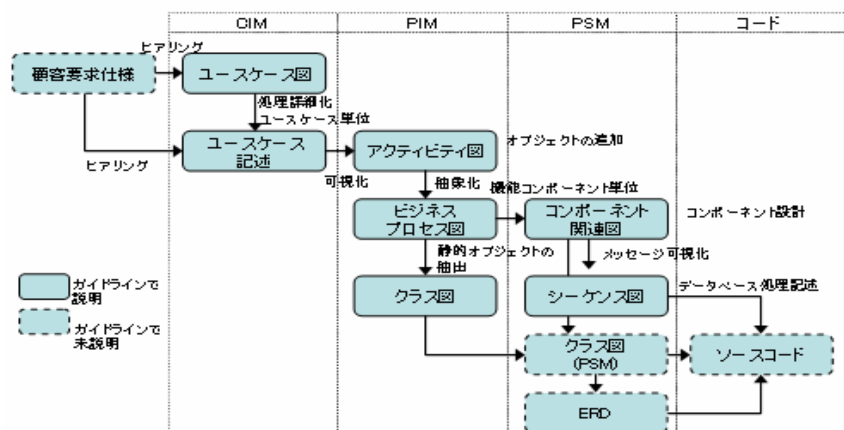 CIM
PIM
PSM
コード
ヒアリング
顧客要求仕様
ユースケース図
処理詳細化
ユースケース単位
ユースケース
記述
アクティビティ図
オブジェクトの追加
ヒアリング
可視化
抽象化
機能コンポーネント単位
ビジネス
プロセス図
コンポーネント
関連図
コンポーネント設計
静的オブジェクトの
抽出
メッセージ可視化
ガイドラインで
説明
クラス図
シーケンス図
データベース処理記述
ガイドラインで
未説明
クラス図
(PSM)
ソースコード
ERD